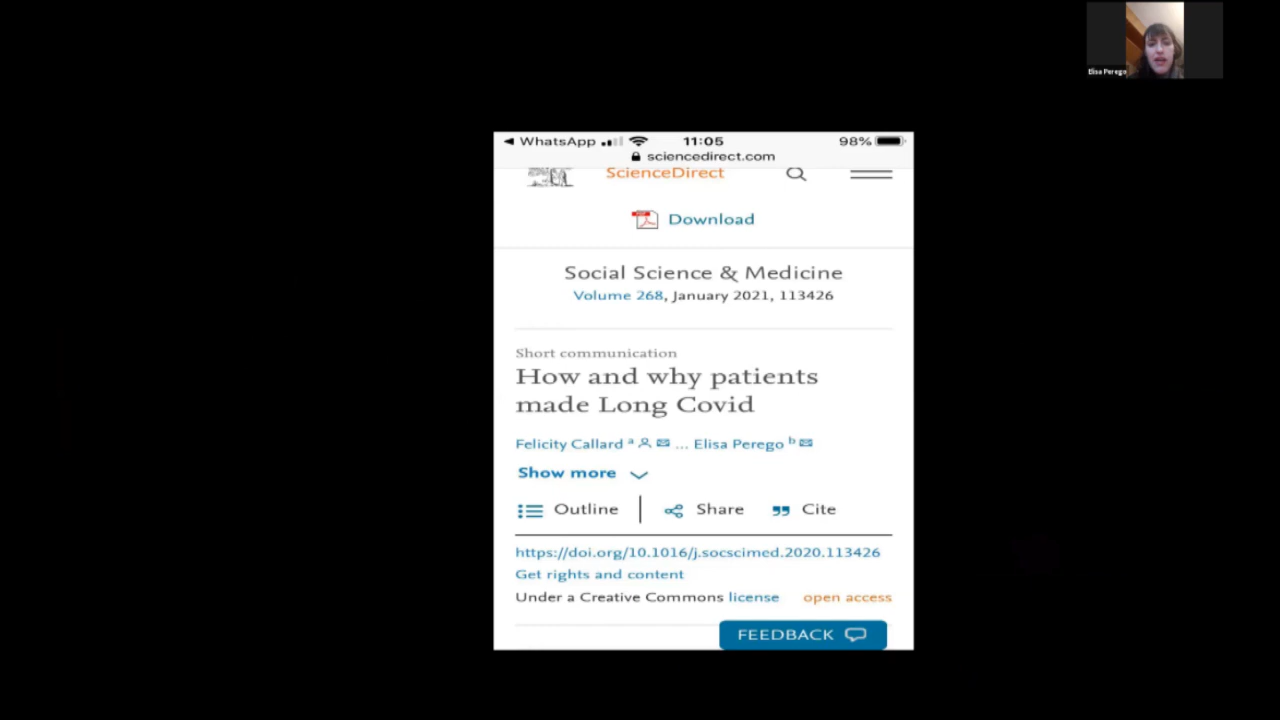 Elisa Perego
WhatsApp 11:05 98%
sciencedirect.com
ScienceDirect
Download
Social Science & Medicine
Volume 268, January 2021, 113426
Short communication
How and why patients
made Long Covid
Felicity Callard a ... Elisa Perego b
Show more
Outline Share Cite
https://doi.org/10.1016/j.socscimed.2020.113426
Get rights and content
Under a Creative Commons license open access
FEEDBACK